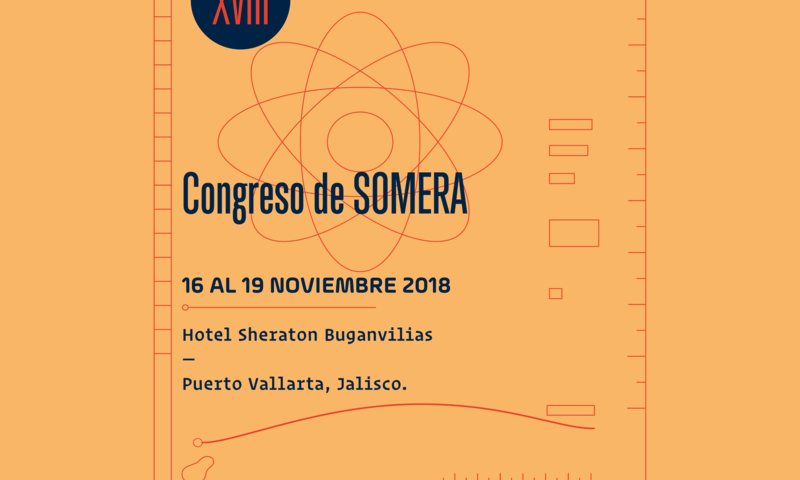 XVIII
Congreso de SOMERA
16 AL 19 NOVIEMBRE 2018
Hotel Sheraton Buganvilias
—
Puerto Vallarta, Jalisco.